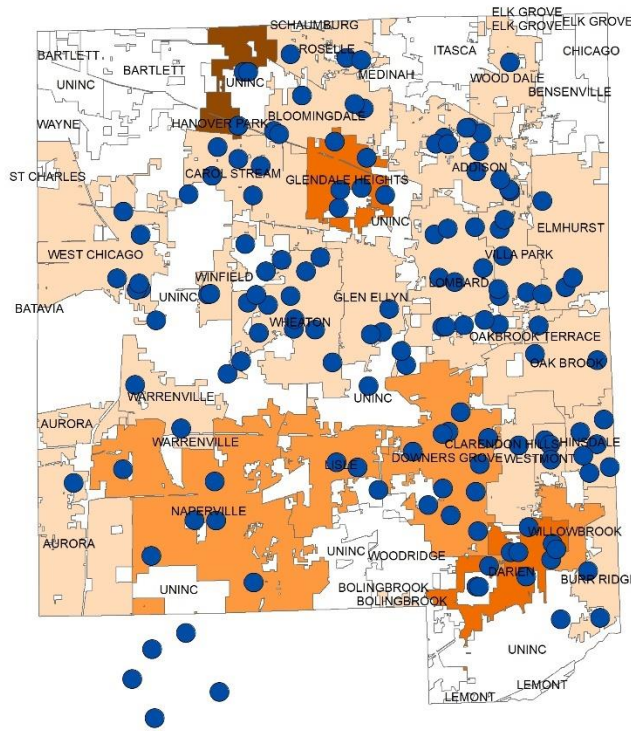 SCHAUMBURG
ELK GROVE
ELK GROVE
ELK GROVE
BARTLETT
ROSELLE
ITASCA
CHICAGO
UNINC
BARTLETT
UNINC
MEDINAH
WOOD DALE
BENSENVILLE
WAYNE
HANOVER PARK
BLOOMINGDALE
ST CHARLES
CAROL STREAM
GLENDALE HEIGHTS
ADDISON
UNINC
ELMHURST
WEST CHICAGO
VILLA PARK
WINFIELD
LOMBARD
BATAVIA
UNINC
GLEN ELLYN
WHEATON
OAKBROOK TERRACE
OAK BROOK
WARRENVILLE
UNINC
AURORA
WARRENVILLE
CLARENDON HILLS
HINSDALE
LISLE
DOWNERS GROVE
WESTMONT
NAPERVILLE
WILLOWBROOK
AURORA
UNINC
WOODRIDGE
DARIEN
UNINC
BOLINGBROOK
BURR RIDGE
BOLINGBROOK
UNINC
LEMONT
LEMONT